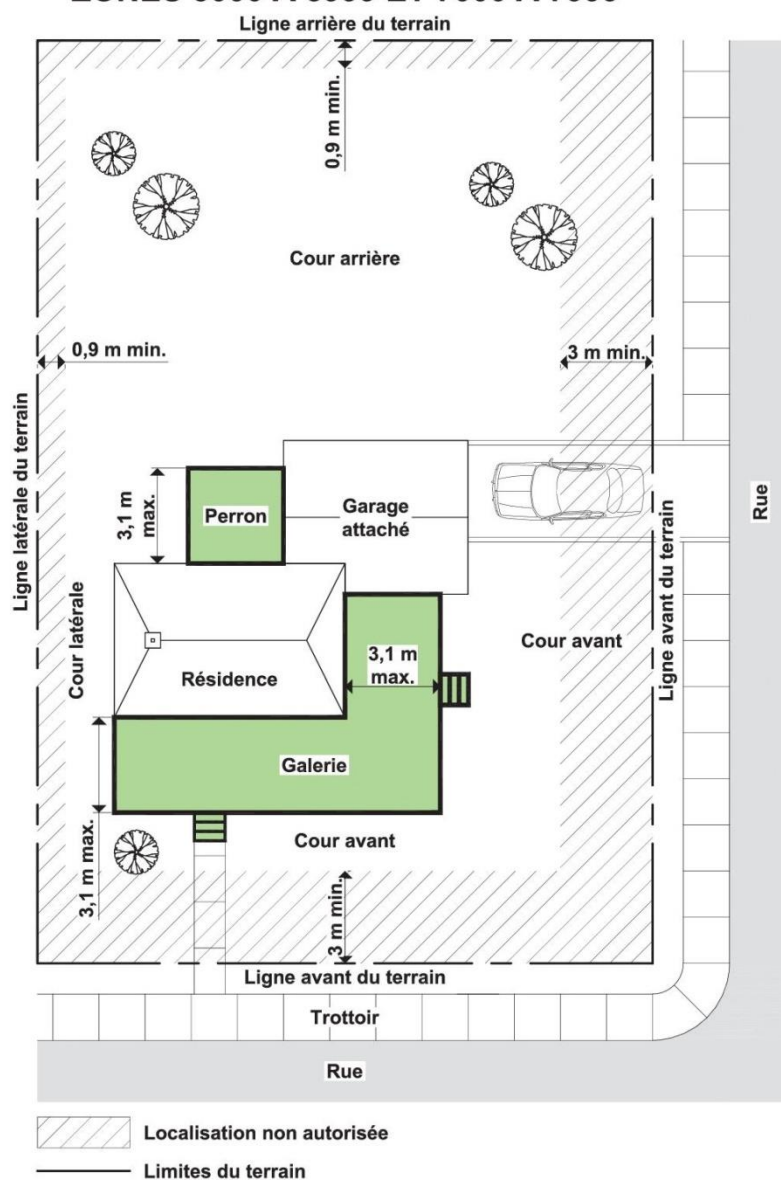 Ligne arrière du terrain
0,9 m min.
Cour arrière
0,9 m min.
3 m min.
Ligne latérale du terrain
3,1 m
max.
Perron
Garage
attaché
Rue
Cour latérale
Ligne avant du terrain
Cour avant
3,1 m
max.
Résidence
Galerie
3,1 m max.
Cour avant
3 m min.
Ligne avant du terrain
Trottoir
Rue
Localisation non autorisée
Limites du terrain